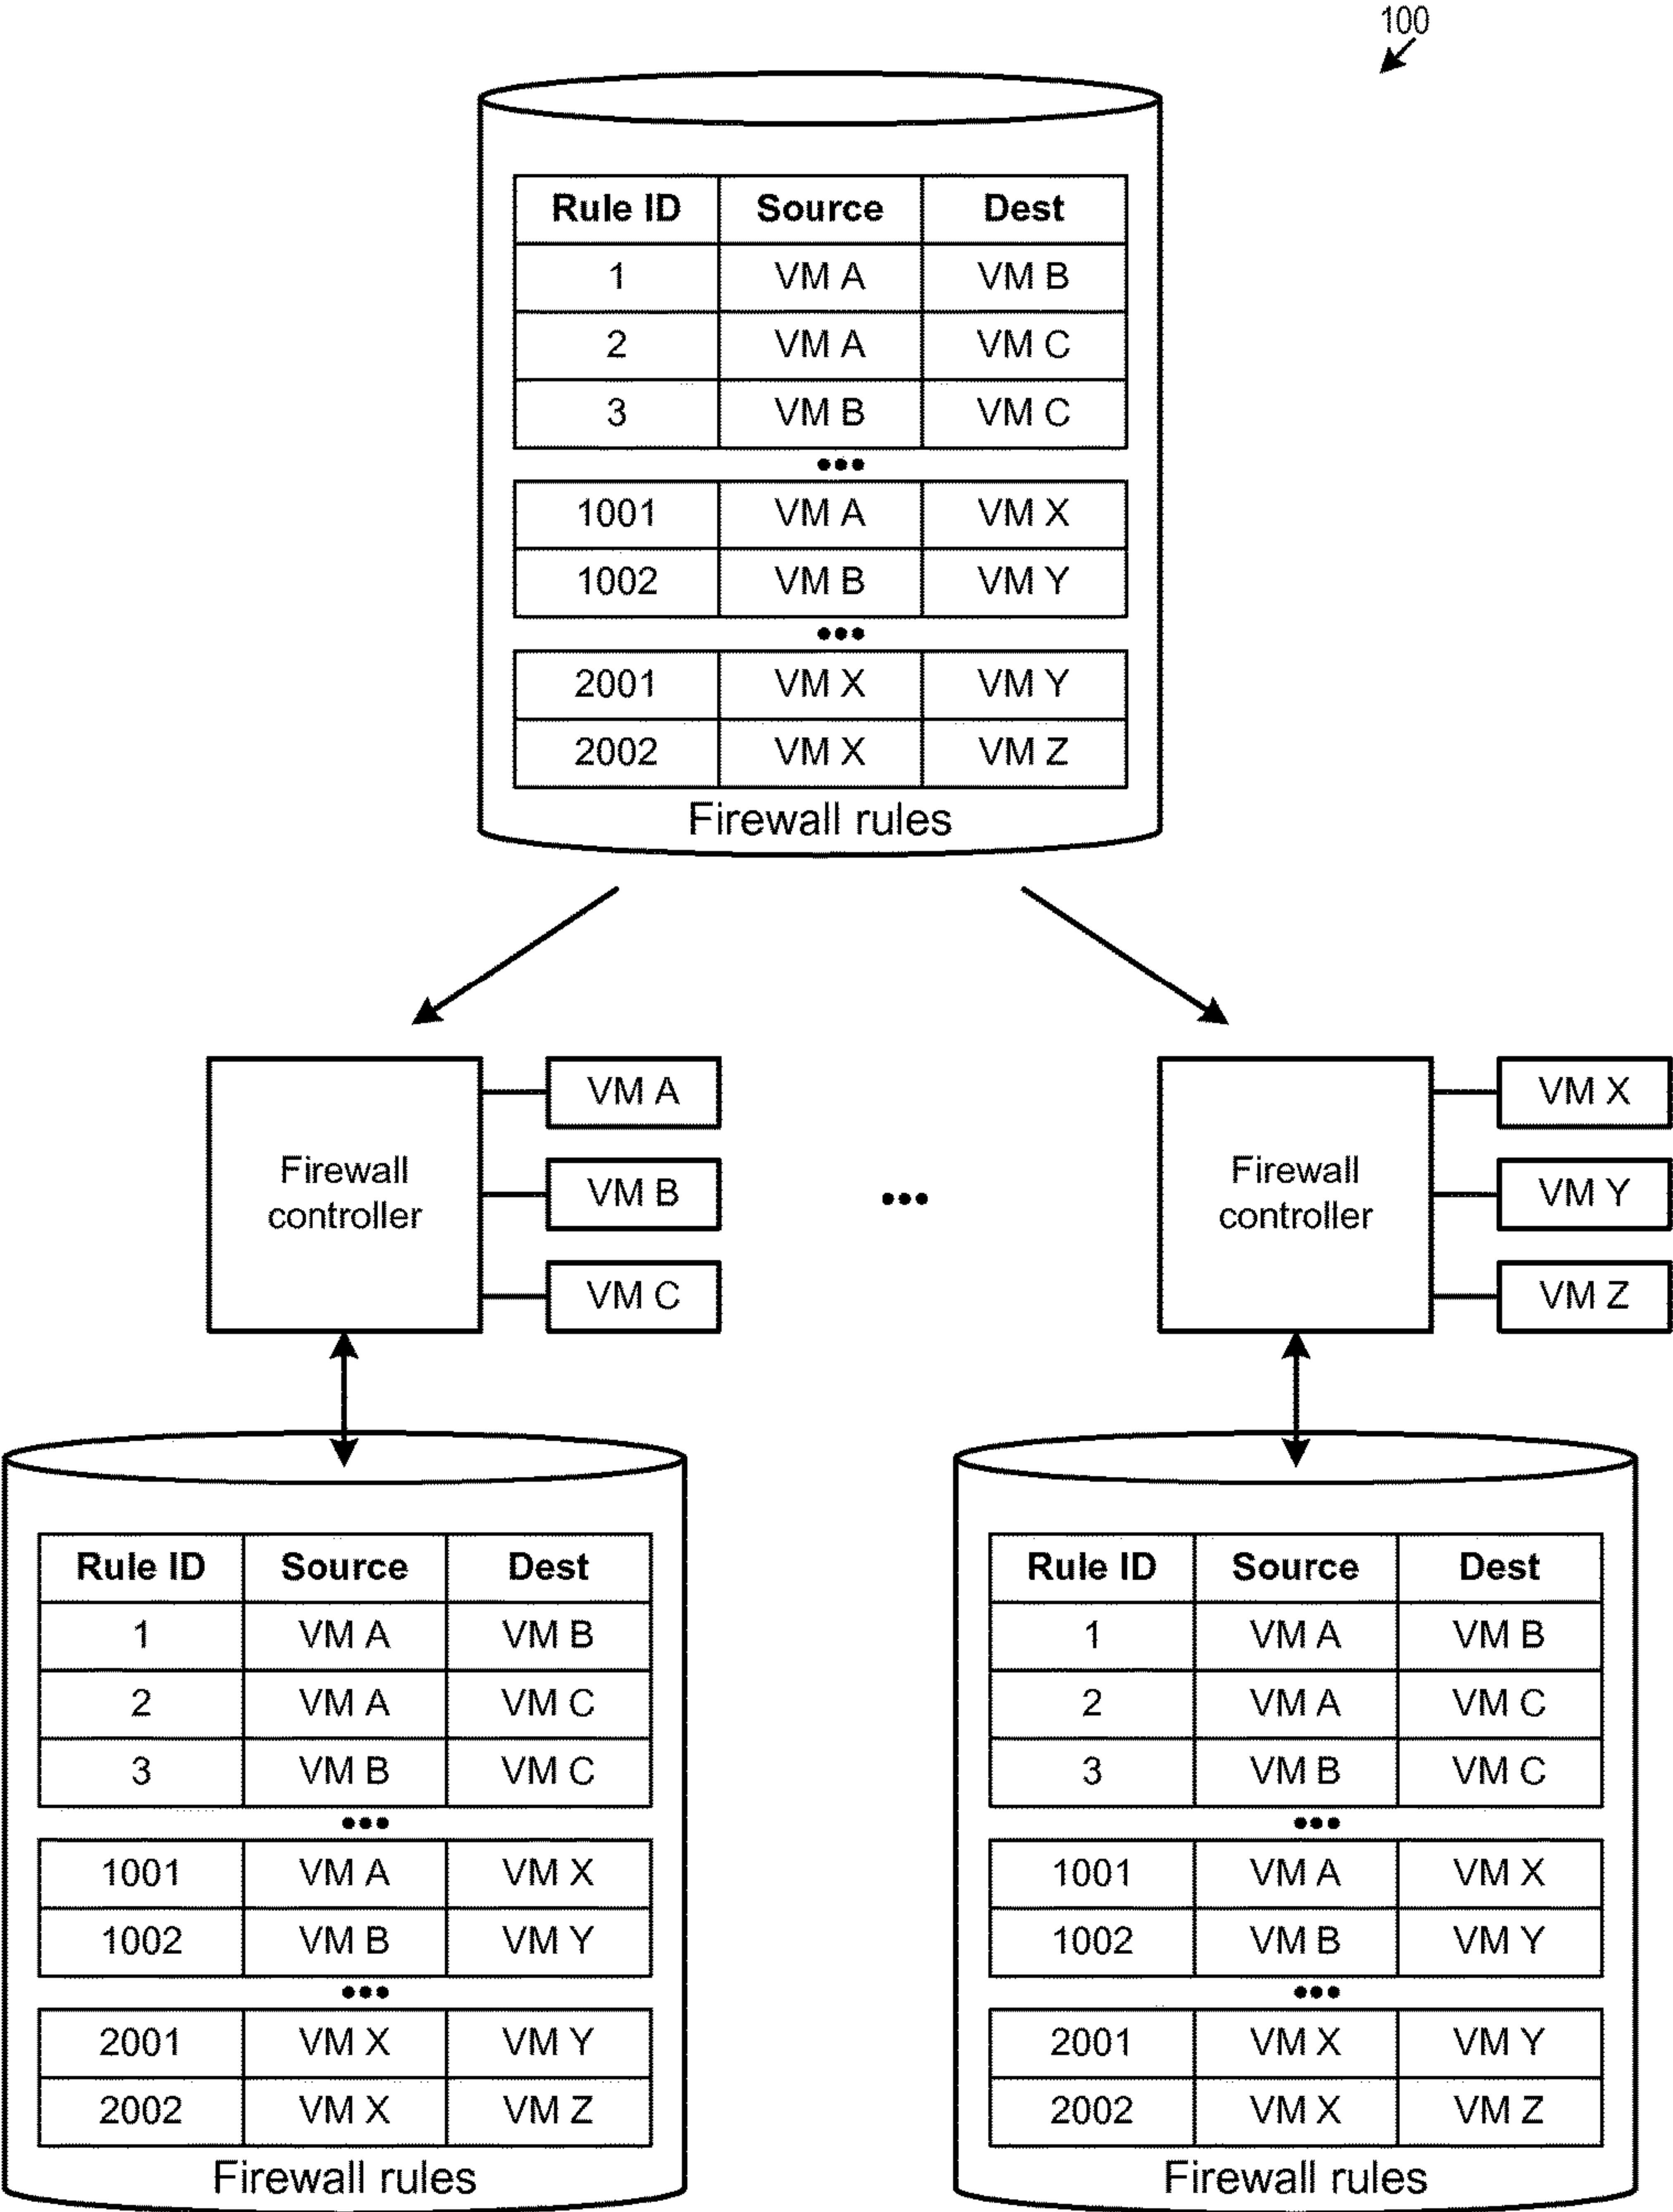 100
Rule ID Source Dest
1 VM A VM B
2 VM A VM C
3 VM B VM C
•••
1001 VM A VM X
1002 VM B VM Y
•••
2001 VM X VM Y
2002 VM X VM Z
Firewall rules
Firewall
controller
VM A
VM B
VM C
•••
Firewall
controller
VM X
VM Y
VM Z
Rule ID Source Dest
1 VM A VM B
2 VM A VM C
3 VM B VM C
•••
1001 VM A VM X
1002 VM B VM Y
•••
2001 VM X VM Y
2002 VM X VM Z
Firewall rules
Rule ID Source Dest
1 VM A VM B
2 VM A VM C
3 VM B VM C
•••
1001 VM A VM X
1002 VM B VM Y
•••
2001 VM X VM Y
2002 VM X VM Z
Firewall rules